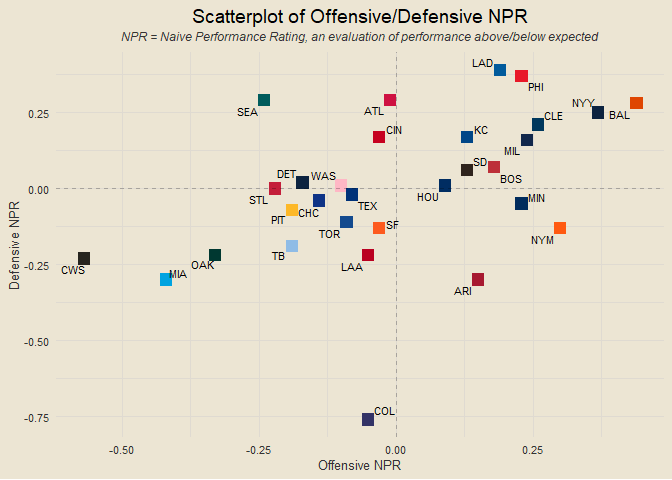 Scatterplot of Offensive/Defensive NPR
NPR = Naive Performance Rating, an evaluation of performance above/below expected
LAD
PHI
NYY
BAL
SEA
ATL
CLE
CIN
KC
MIL
SD
BOS
DET
WAS
HOU
STL
CHC
TEX
MIN
PIT
TOR
SF
NYM
TB
OAK
LAA
CWS
MIA
ARI
COL
0.25
0.00
-0.25
-0.50
-0.75
Defensive NPR
-0.50
-0.25
0.00
0.25
Offensive NPR